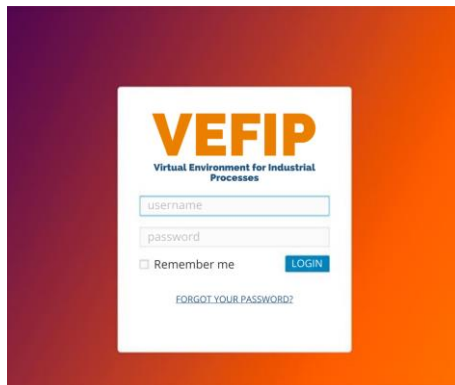 VEFIP
Virtual Environment for Industrial
Processes
username
password
Remember me
LOGIN
FORGOT YOUR PASSWORD?